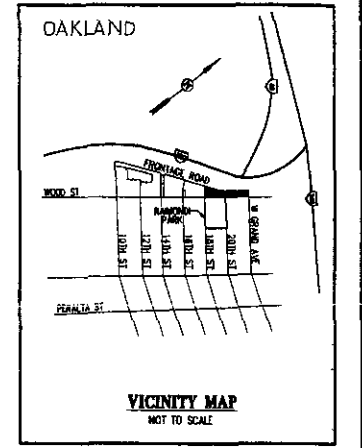 OAKLAND
FRONTAGE ROAD
WOOD ST
RAIMONDI
PARK
10TH ST
12TH ST
14TH ST
16TH ST
18TH ST
20TH ST
W GRAND AVE
PERALTA ST
VICINITY MAP
NOT TO SCALE